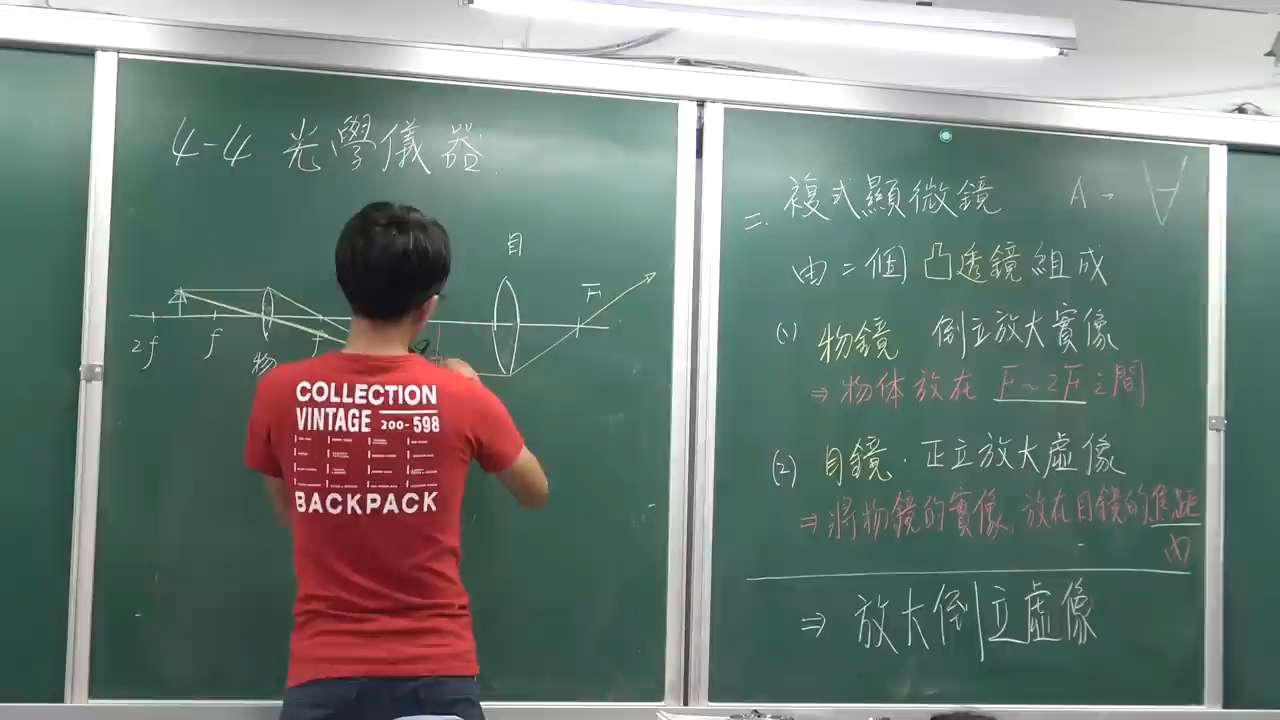 4-4 光學儀器
目
F
2f f 物 f
COLLECTION
VINTAGE 200-598
BACKPACK
二. 複式顯微鏡 A → ∀
由二個凸透鏡組成
(1) 物鏡 倒立放大實像
⇒ 物体放在 F~2F 之間
(2) 目鏡. 正立放大虛像
⇒ 將物鏡的實像, 放在目鏡的焦距
內
⇒ 放大倒立虛像